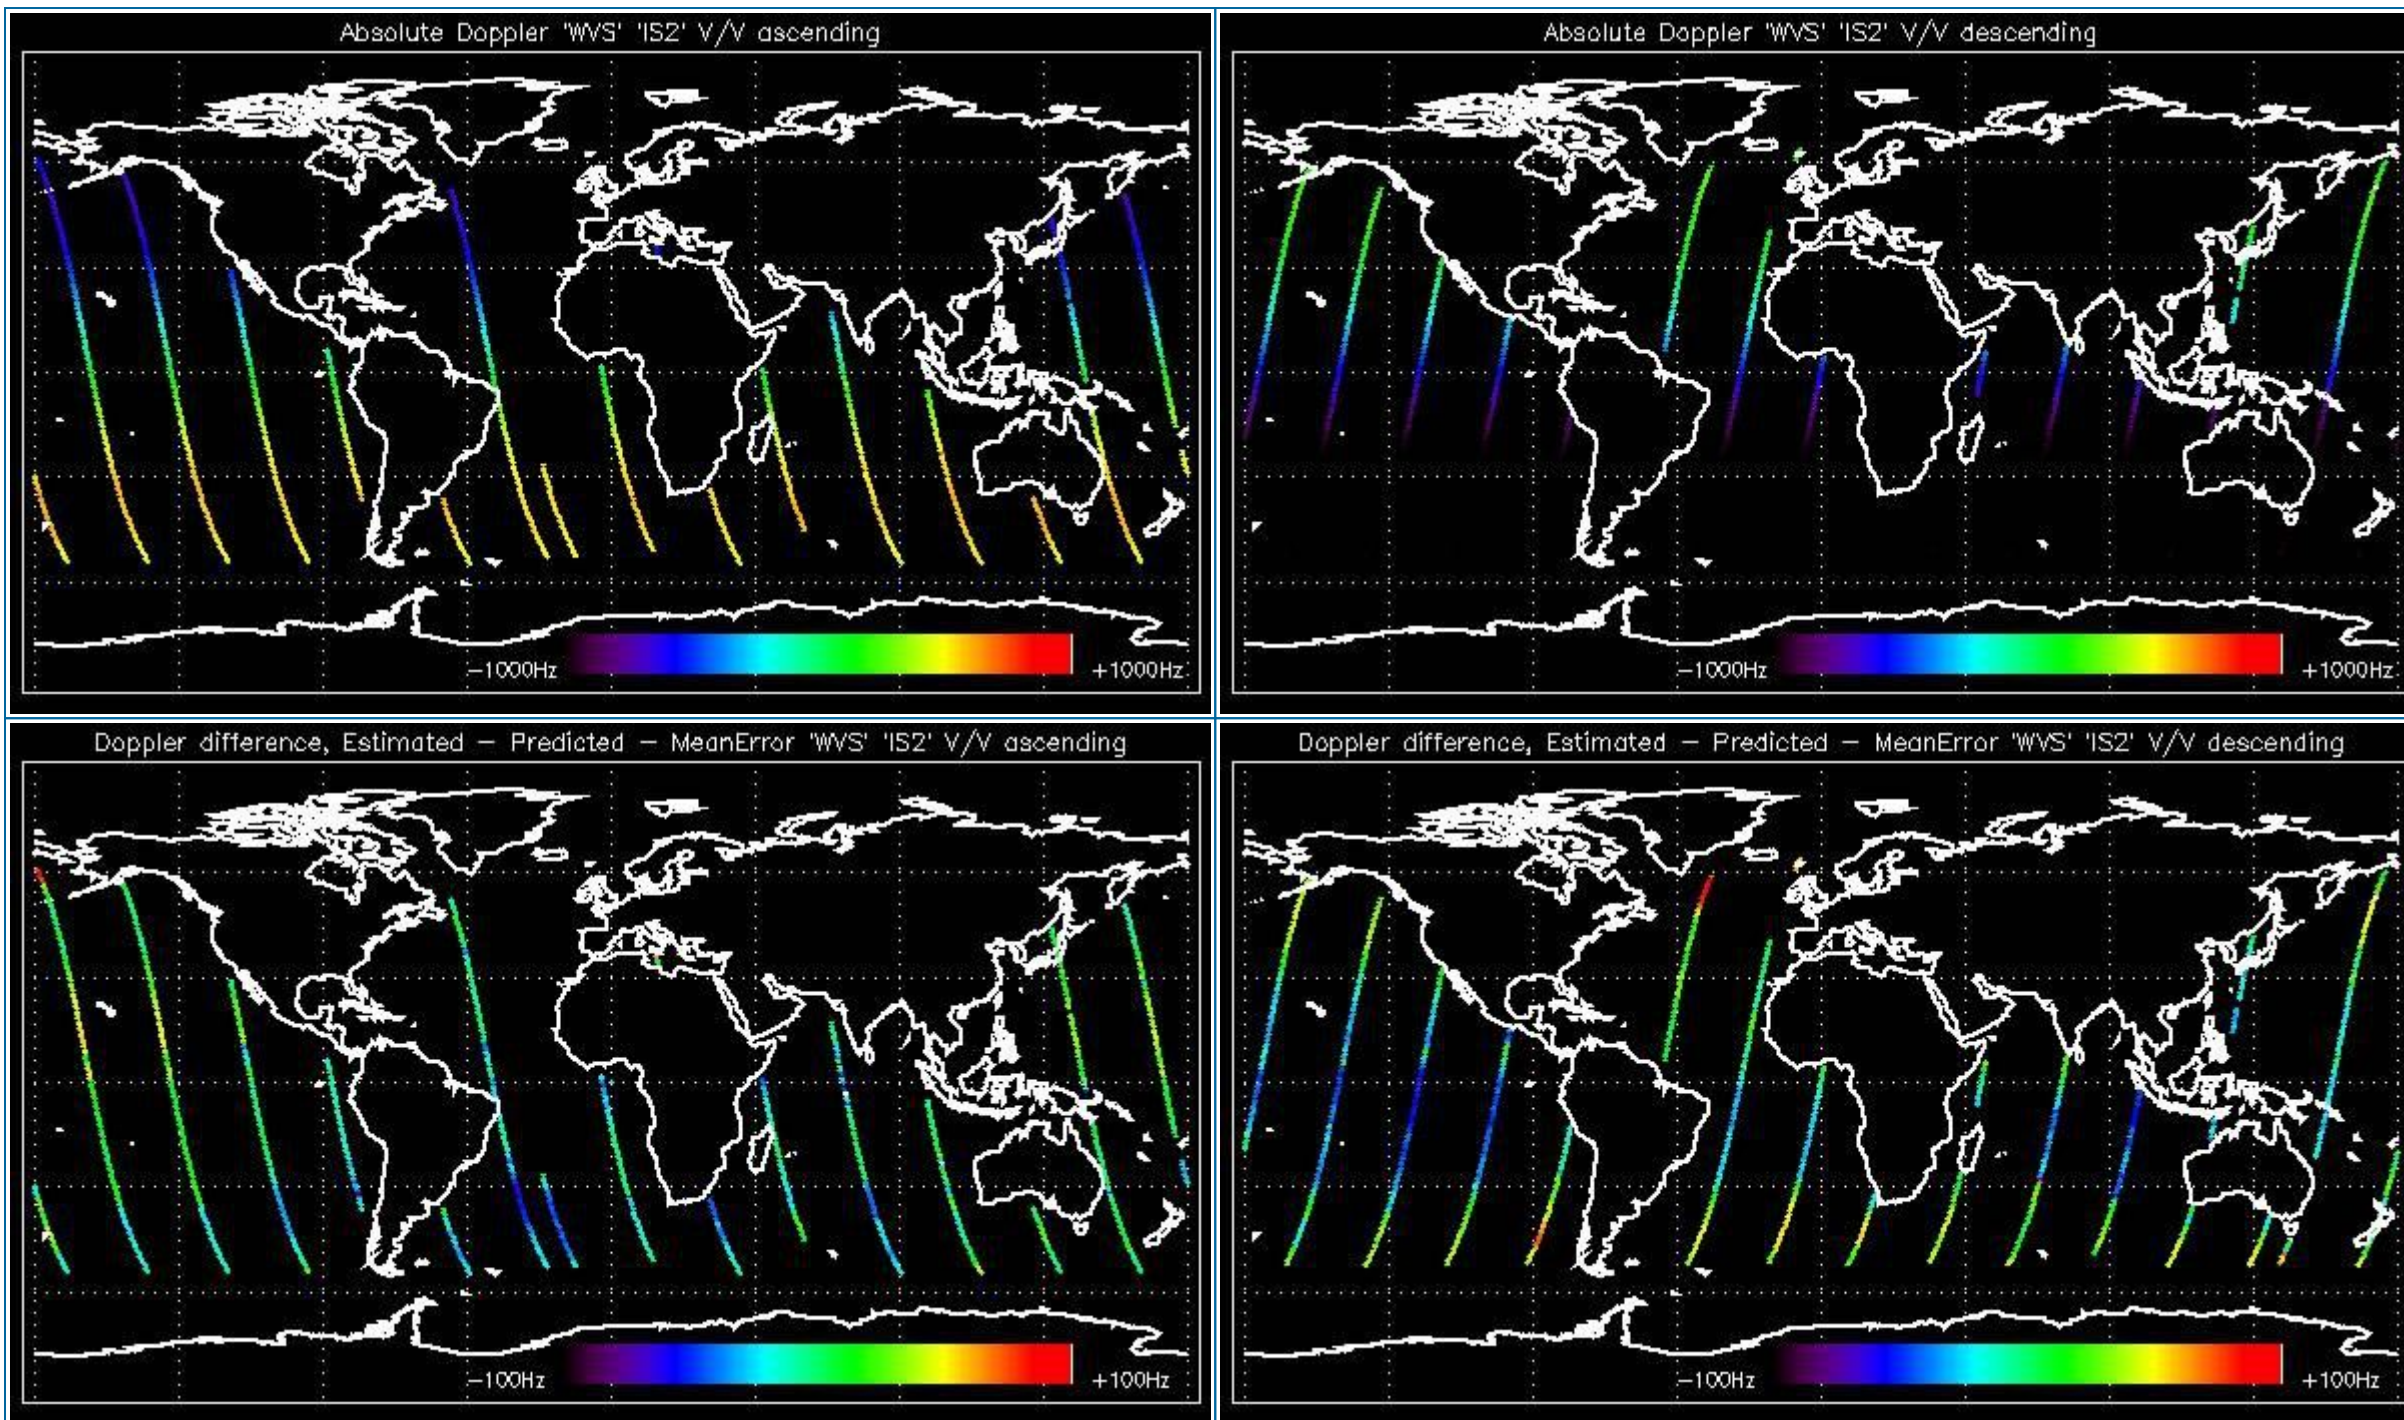 Absolute Doppler 'WVS' 'IS2' V/V ascending
-1000Hz
+1000Hz
Absolute Doppler 'WVS' 'IS2' V/V descending
-1000Hz
+1000Hz
Doppler difference, Estimated - Predicted - MeanError 'WVS' 'IS2' V/V ascending
-100Hz
+100Hz
Doppler difference, Estimated - Predicted - MeanError 'WVS' 'IS2' V/V descending
-100Hz
+100Hz